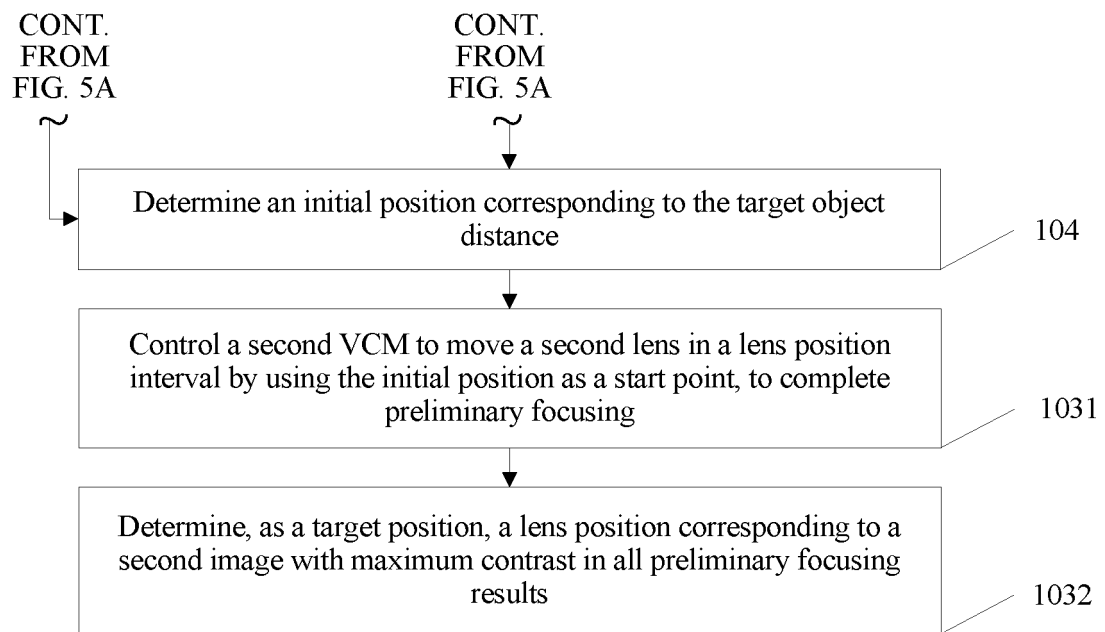 CONT.
FROM
FIG. 5A
CONT.
FROM
FIG. 5A
Determine an initial position corresponding to the target object
distance
104
Control a second VCM to move a second lens in a lens position
interval by using the initial position as a start point, to complete
preliminary focusing
1031
Determine, as a target position, a lens position corresponding to a
second image with maximum contrast in all preliminary focusing
results
1032